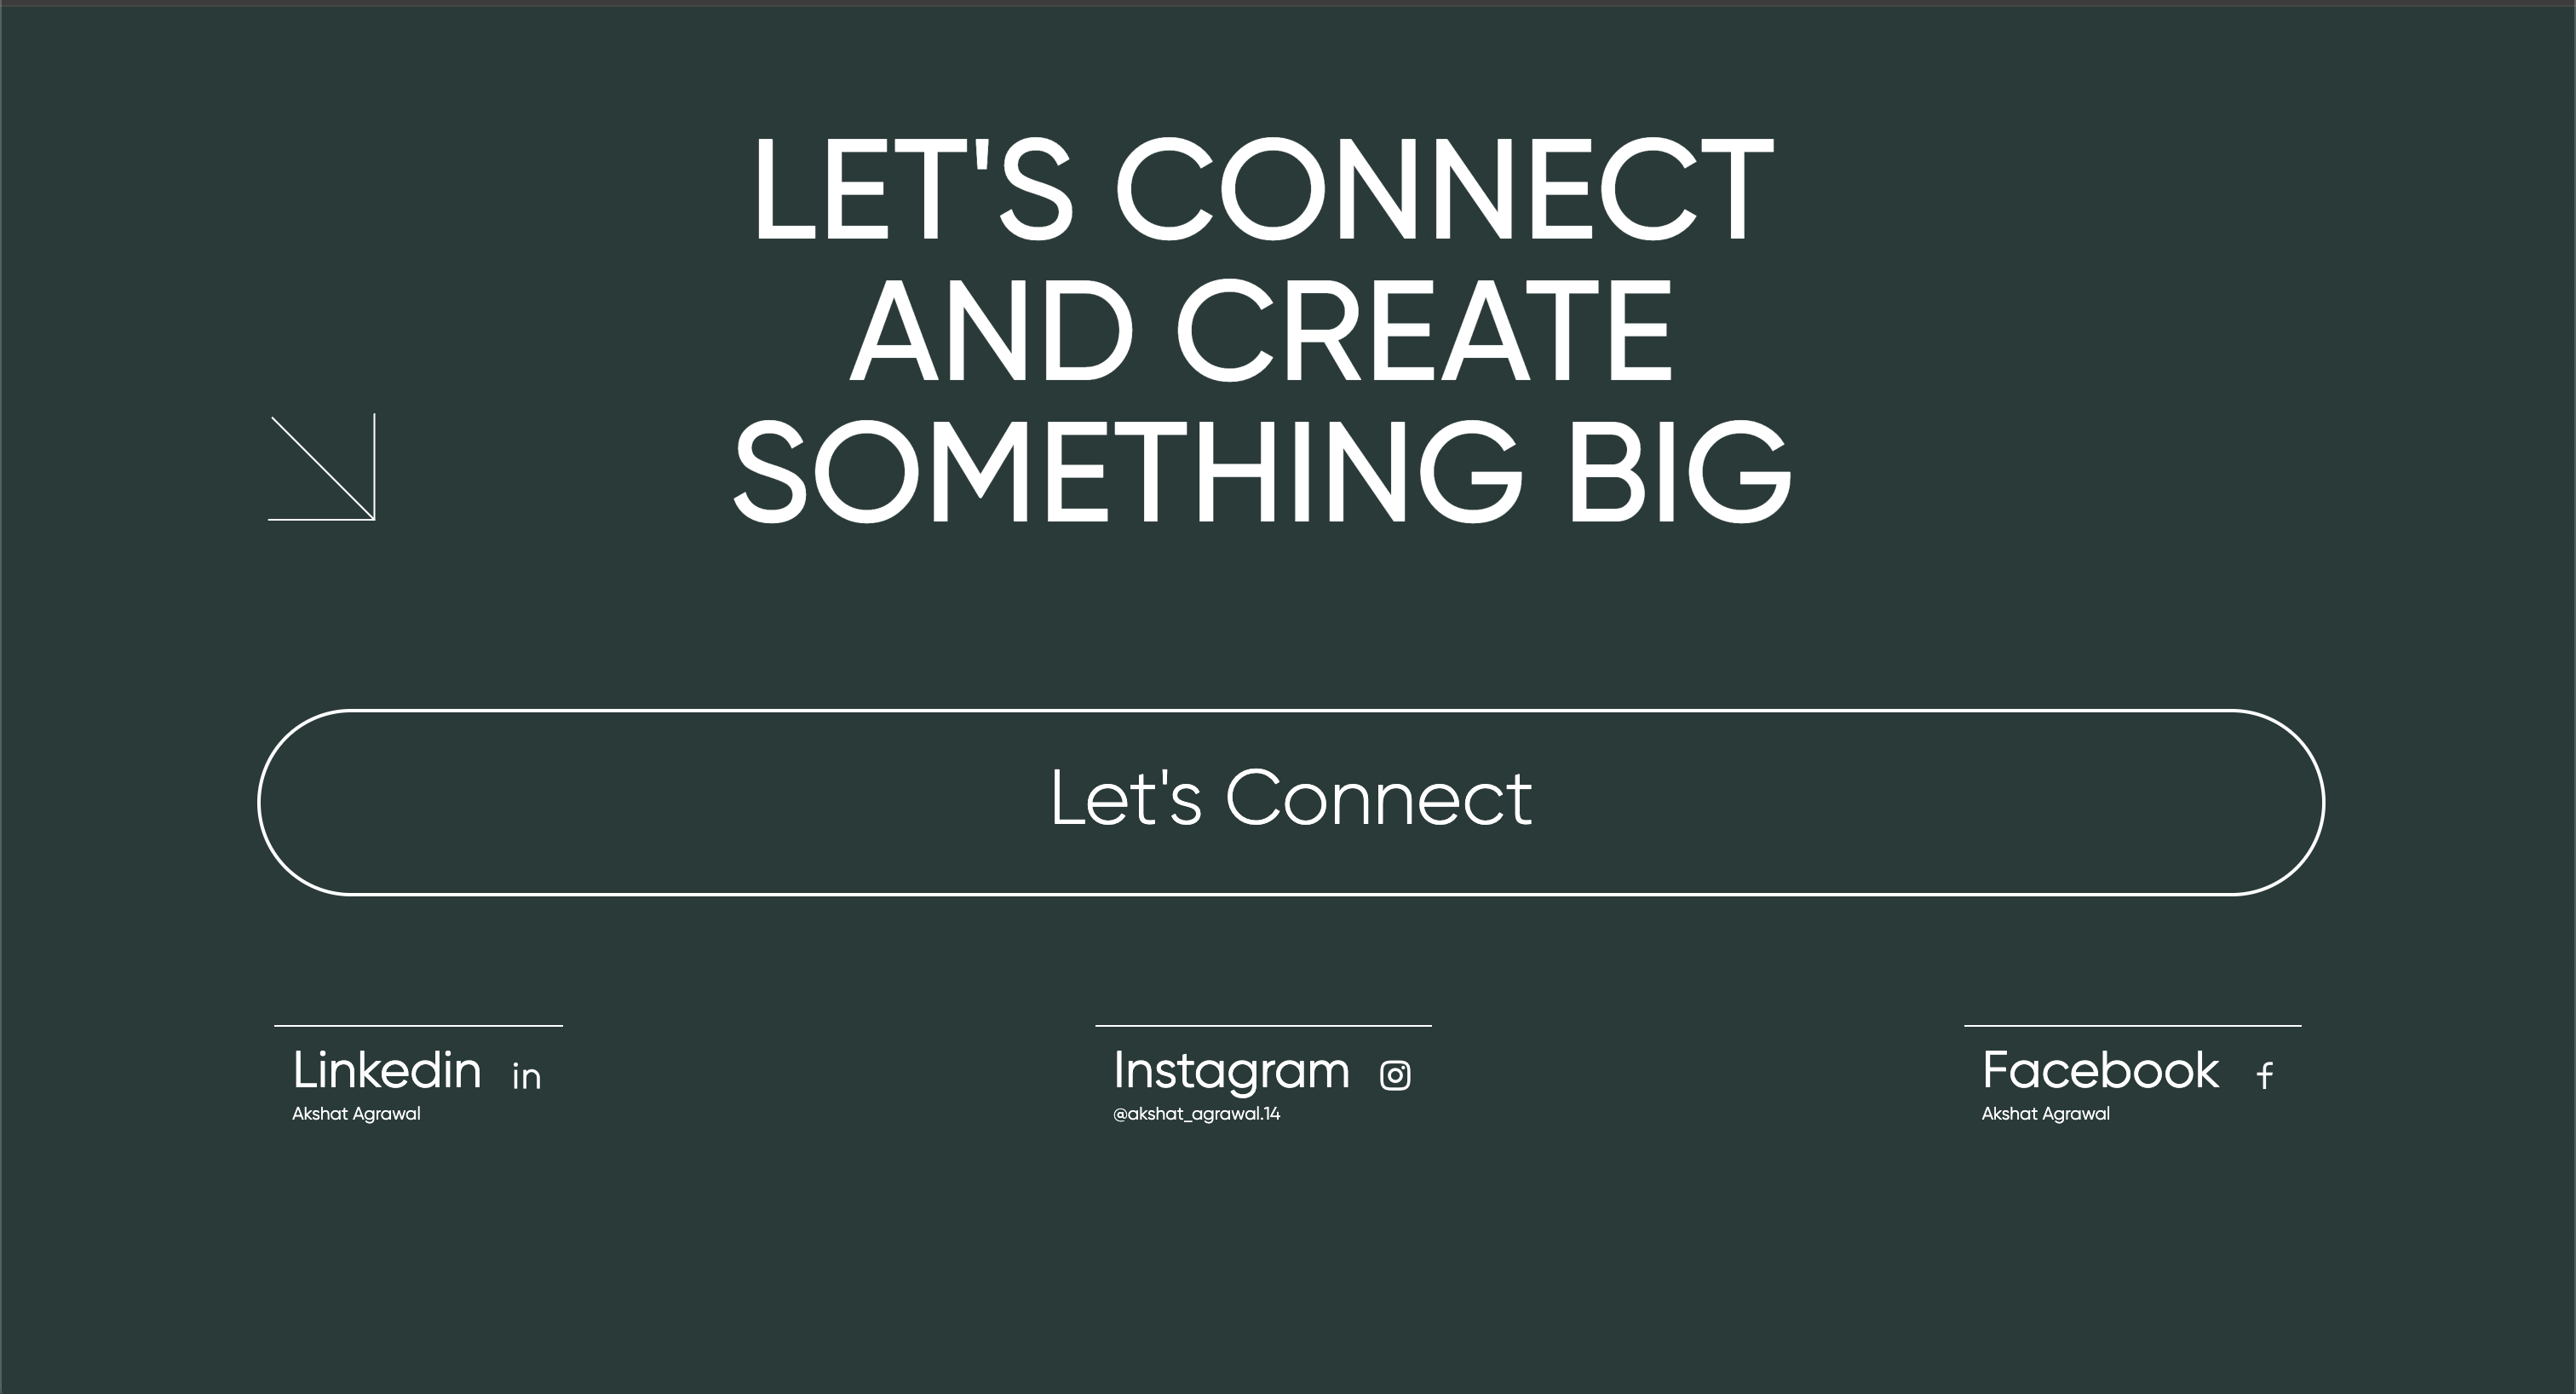 LET'S CONNECT
AND CREATE
SOMETHING BIG
Let's Connect
Linkedin in
Akshat Agrawal
Instagram
@akshat_agrawal.14
Facebook f
Akshat Agrawal